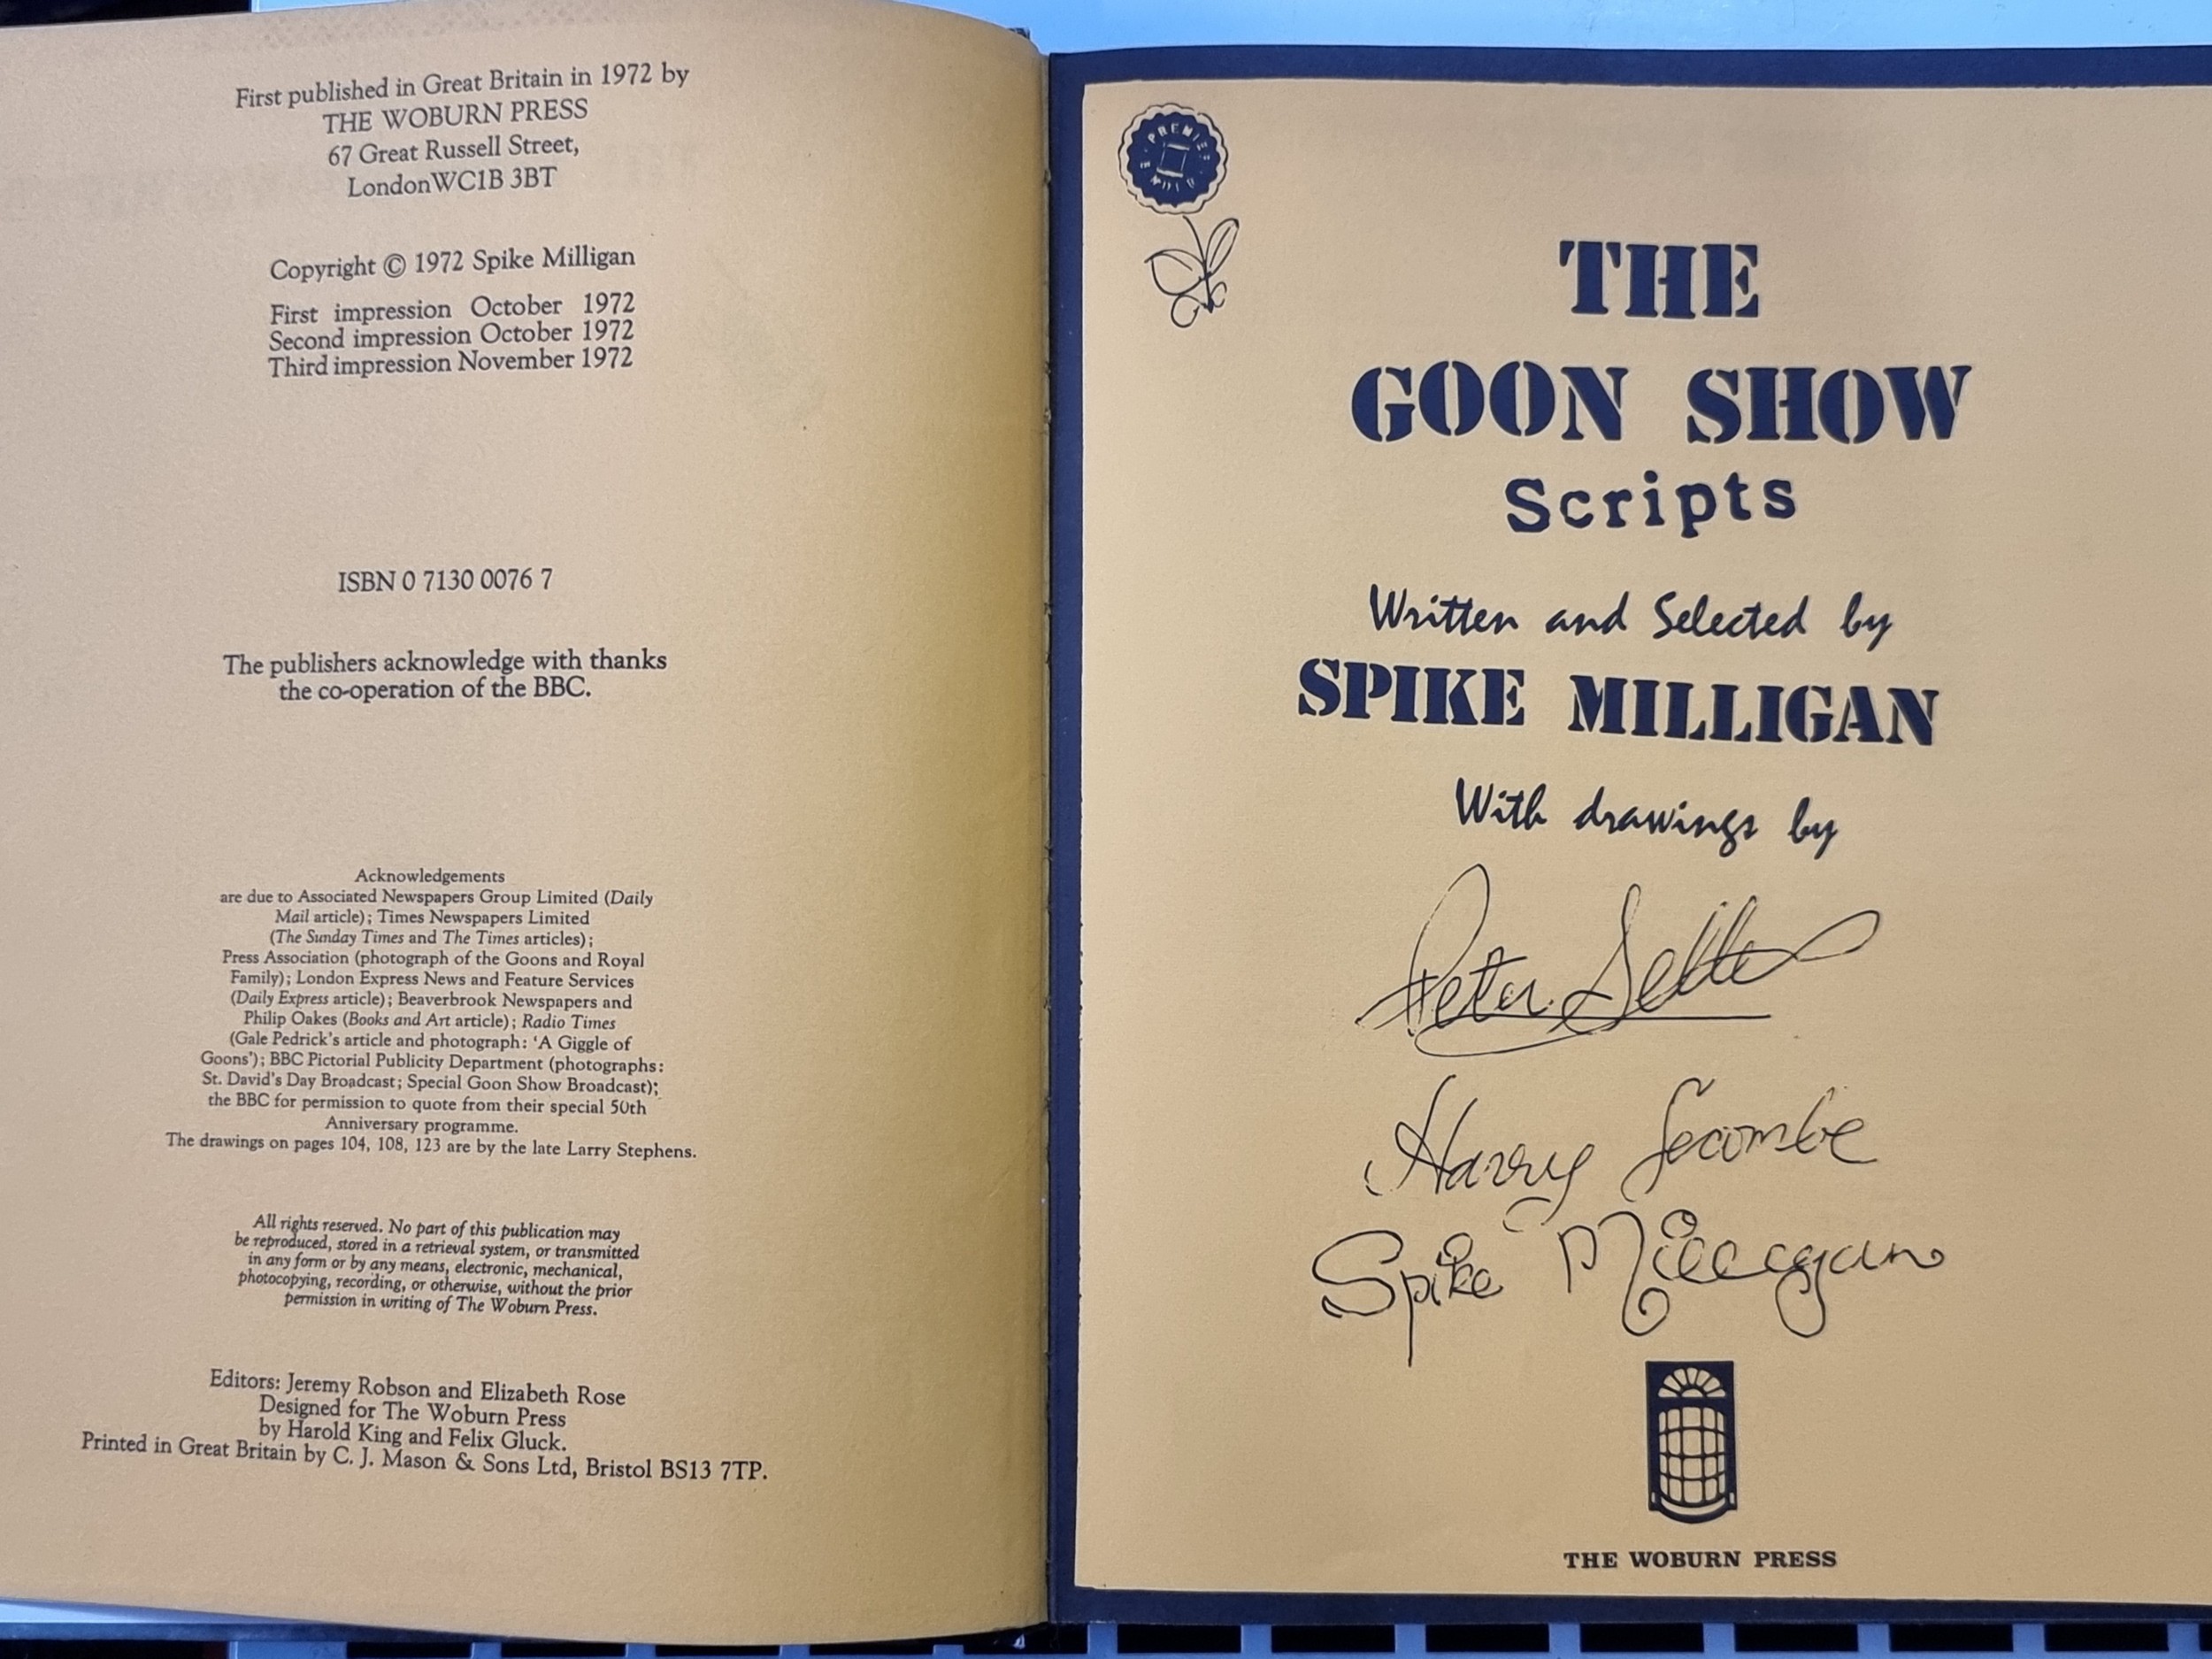 First published in Great Britain in 1972 by
THE WOBURN PRESS
67 Great Russell Street,
LondonWC1B 3BT
Copyright © 1972 Spike Milligan
First impression October 1972
Second impression October 1972
Third impression November 1972
ISBN 0 7130 0076 7
The publishers acknowledge with thanks
the co-operation of the BBC.
Acknowledgements
are due to Associated Newspapers Group Limited (Daily
Mail article); Times Newspapers Limited
(The Sunday Times and The Times articles);
Press Association (photograph of the Goons and Royal
Family); London Express News and Feature Services
(Daily Express article); Beaverbrook Newspapers and
Philip Oakes (Books and Art article); Radio Times
(Gale Pedrick's article and photograph: 'A Giggle of
Goons'); BBC Pictorial Publicity Department (photographs:
St. David's Day Broadcast; Special Goon Show Broadcast);
the BBC for permission to quote from their special 50th
Anniversary programme.
The drawings on pages 104, 108, 123 are by the late Larry Stephens.
All rights reserved. No part of this publication may
be reproduced, stored in a retrieval system, or transmitted
in any form or by any means, electronic, mechanical,
photocopying, recording, or otherwise, without the prior
permission in writing of The Woburn Press.
Editors: Jeremy Robson and Elizabeth Rose
Designed for The Woburn Press
by Harold King and Felix Gluck.
Printed in Great Britain by C. J. Mason & Sons Ltd, Bristol BS13 7TP.
THE
GOON SHOW
Scripts
Written and Selected by
SPIKE MILLIGAN
With drawings by
Peter Sellers
Harry Secombe
Spike Milligan
THE WOBURN PRESS